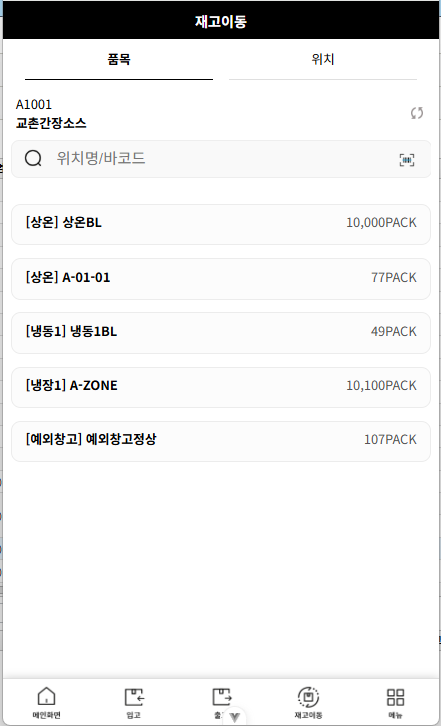 재고이동
품목
위치
A1001
교촌간장소스
위치명/바코드
[상온] 상온BL 10,000PACK
[상온] A-01-01 77PACK
[냉동1] 냉동1BL 49PACK
[냉장1] A-ZONE 10,100PACK
[예외창고] 예외창고정상 107PACK
메인화면 입고 재고이동 메뉴